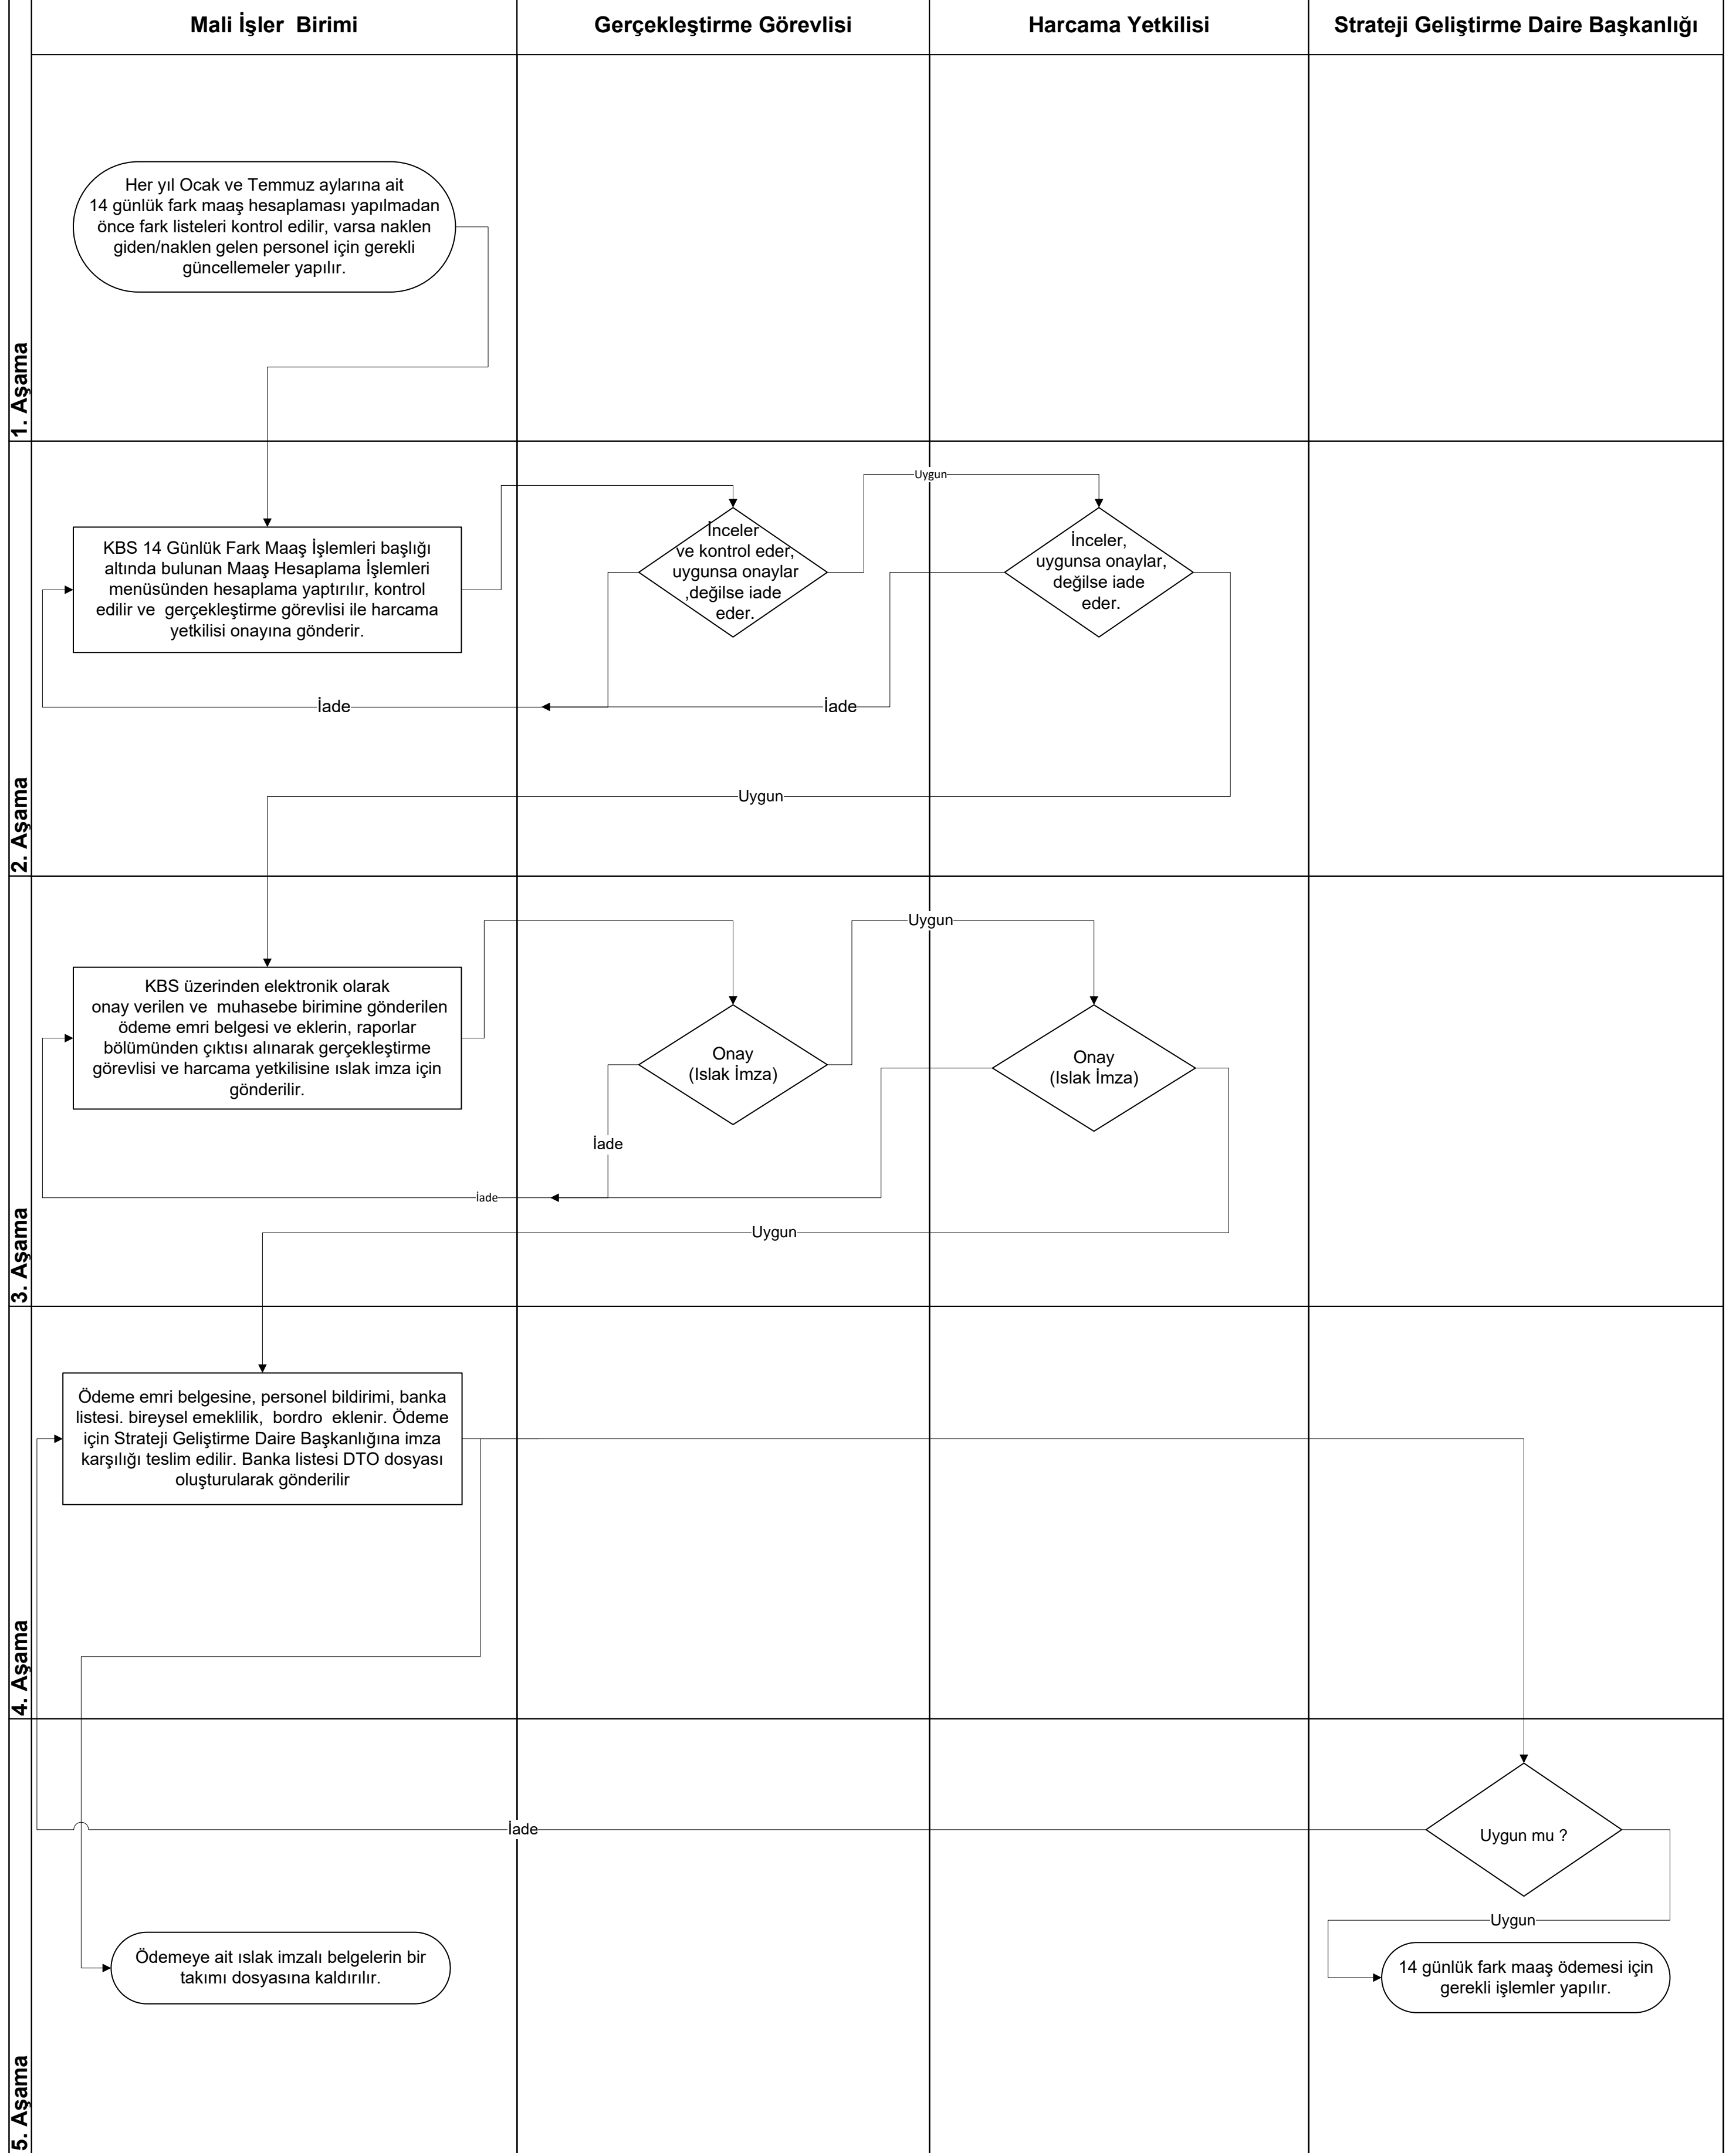 Mali İşler  Birimi
Gerçekleştirme Görevlisi
Harcama Yetkilisi
Strateji Geliştirme Daire Başkanlığı
1. Aşama
Her yıl Ocak ve Temmuz aylarına ait
14 günlük fark maaş hesaplaması yapılmadan
önce fark listeleri kontrol edilir, varsa naklen
giden/naklen gelen personel için gerekli
güncellemeler yapılır.
2. Aşama
KBS 14 Günlük Fark Maaş İşlemleri başlığı
altında bulunan Maaş Hesaplama İşlemleri
menüsünden hesaplama yaptırılır, kontrol
edilir ve  gerçekleştirme görevlisi ile harcama
yetkilisi onayına gönderir.
İnceler
ve kontrol eder,
uygunsa onaylar
,değilse iade
eder.
Uygun
İnceler,
uygunsa onaylar,
değilse iade
eder.
İade
İade
Uygun
3. Aşama
KBS üzerinden elektronik olarak
onay verilen ve  muhasebe birimine gönderilen
ödeme emri belgesi ve eklerin, raporlar
bölümünden çıktısı alınarak gerçekleştirme
görevlisi ve harcama yetkilisine ıslak imza için
gönderilir.
Onay
(Islak İmza)
Uygun
Onay
(Islak İmza)
İade
İade
Uygun
4. Aşama
Ödeme emri belgesine, personel bildirimi, banka
listesi. bireysel emeklilik,  bordro  eklenir. Ödeme
için Strateji Geliştirme Daire Başkanlığına imza
karşılığı teslim edilir. Banka listesi DTO dosyası
oluşturularak gönderilir
5. Aşama
Uygun mu ?
İade
Uygun
Ödemeye ait ıslak imzalı belgelerin bir
takımı dosyasına kaldırılır.
14 günlük fark maaş ödemesi için
gerekli işlemler yapılır.